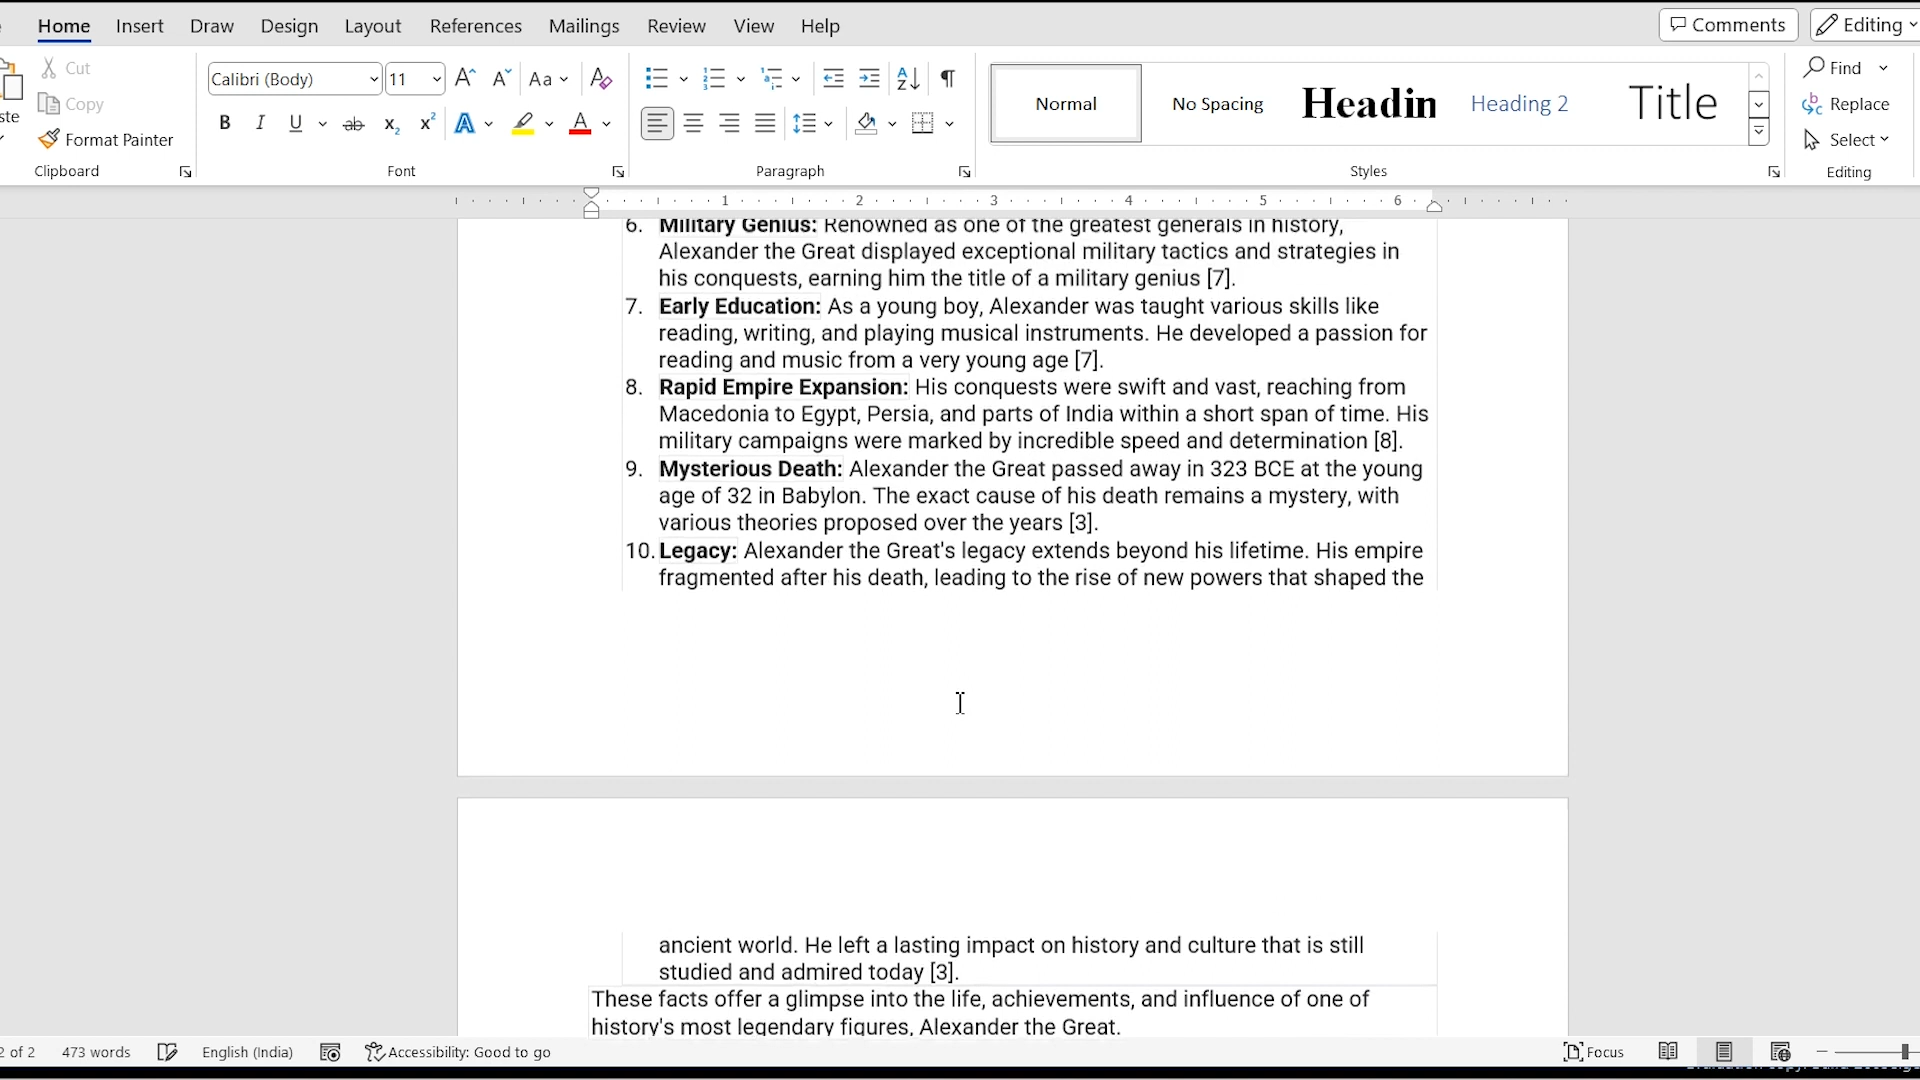 Home Insert Draw Design Layout References Mailings Review View Help Comments Editing
Cut
Copy
Format Painter
Clipboard
Calibri (Body) 11
Font
Paragraph
Normal No Spacing Headin Heading 2 Title
Styles
Find
Replace
Select
Editing
1 2 3 4 5 6
6. Military Genius: Renowned as one of the greatest generals in history,
Alexander the Great displayed exceptional military tactics and strategies in
his conquests, earning him the title of a military genius [7].
7. Early Education: As a young boy, Alexander was taught various skills like
reading, writing, and playing musical instruments. He developed a passion for
reading and music from a very young age [7].
8. Rapid Empire Expansion: His conquests were swift and vast, reaching from
Macedonia to Egypt, Persia, and parts of India within a short span of time. His
military campaigns were marked by incredible speed and determination [8].
9. Mysterious Death: Alexander the Great passed away in 323 BCE at the young
age of 32 in Babylon. The exact cause of his death remains a mystery, with
various theories proposed over the years [3].
10. Legacy: Alexander the Great's legacy extends beyond his lifetime. His empire
fragmented after his death, leading to the rise of new powers that shaped the
ancient world. He left a lasting impact on history and culture that is still
studied and admired today [3].
These facts offer a glimpse into the life, achievements, and influence of one of
history's most legendary figures, Alexander the Great.
2 of 2 473 words English (India) Accessibility: Good to go Focus